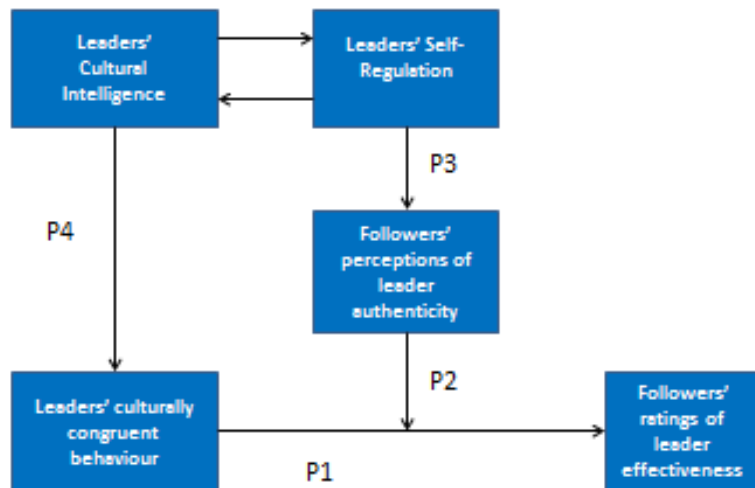 Leaders'
Cultural
Intelligence
Leaders' Self-
Regulation
P3
P4
Followers'
perceptions of
leader
authenticity
P2
Leaders' culturally
congruent
behaviour
Followers'
ratings of
leader
effectiveness
P1